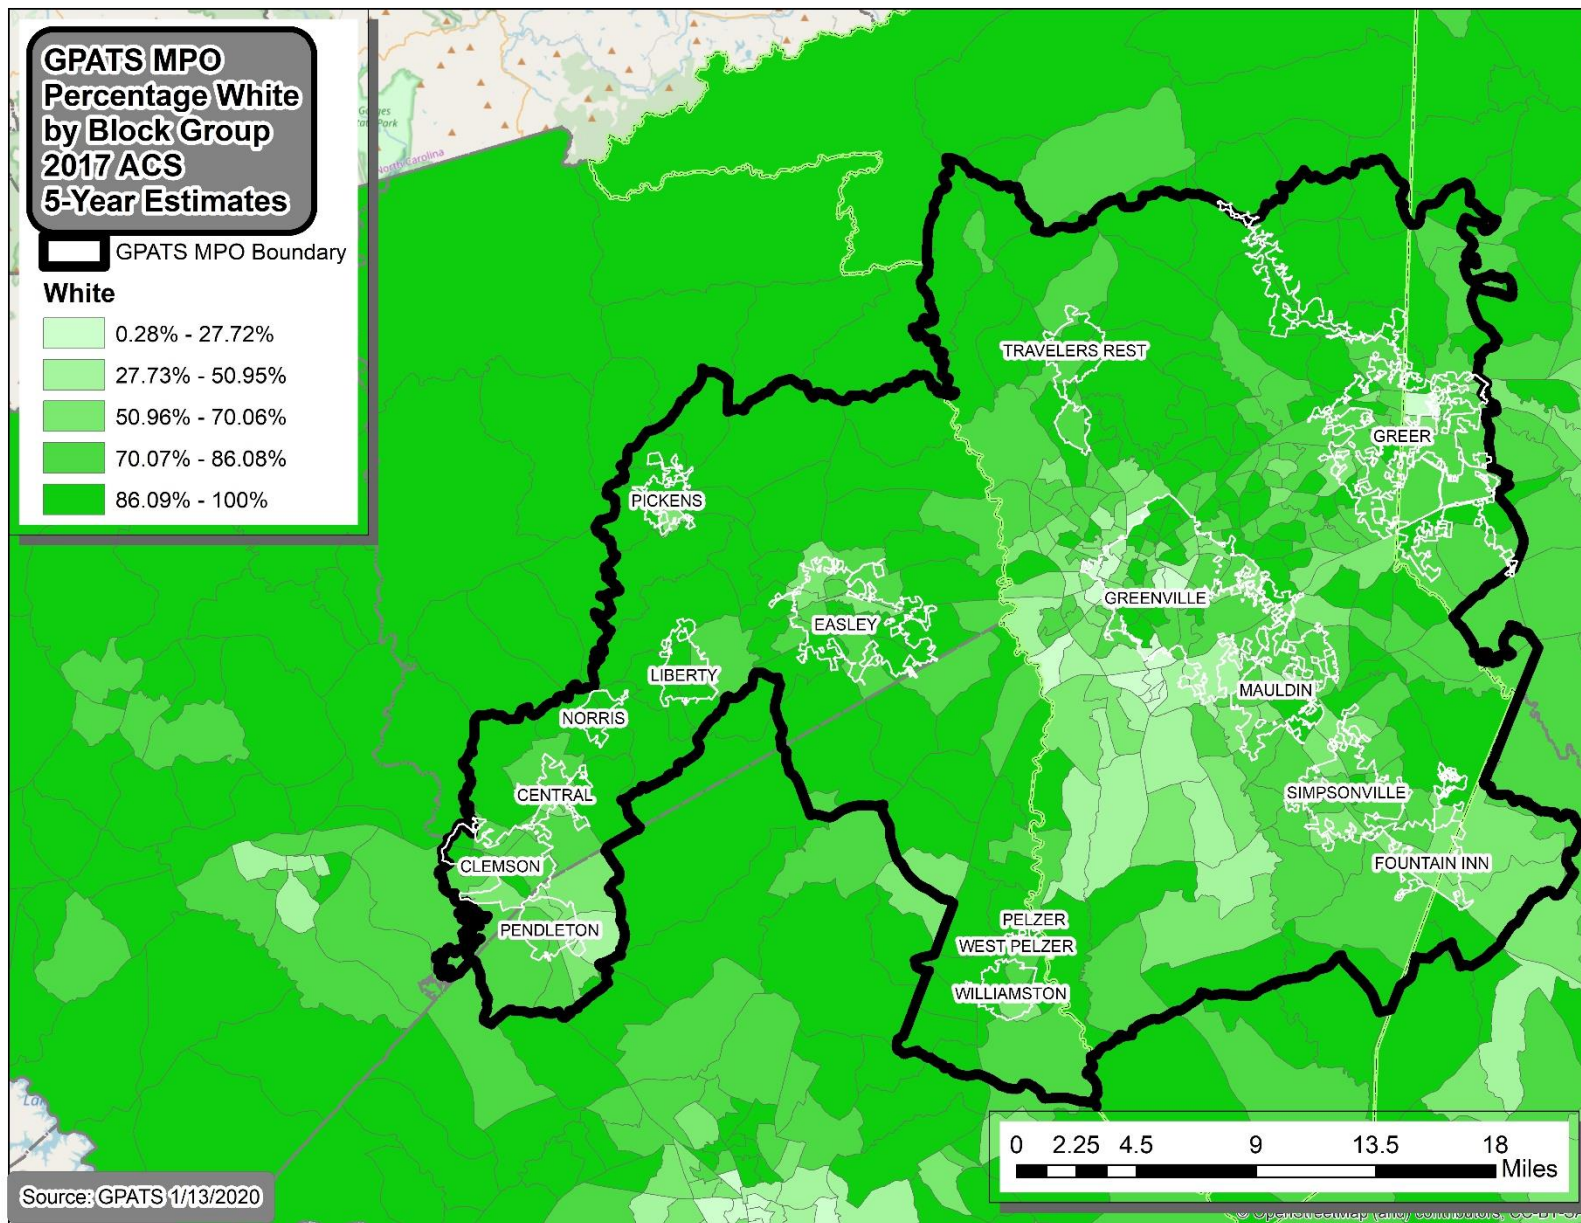 GPATS MPO
Percentage White
by Block Group
2017 ACS
5-Year Estimates
GPATS MPO Boundary
White
0.28% - 27.72%
27.73% - 50.95%
50.96% - 70.06%
70.07% - 86.08%
86.09% - 100%
North Carolina
TRAVELERS REST
GREER
PICKENS
GREENVILLE
EASLEY
LIBERTY
MAULDIN
NORRIS
CENTRAL
SIMPSONVILLE
CLEMSON
FOUNTAIN INN
PELZER
PENDLETON
WEST PELZER
WILLIAMSTON
0 2.25 4.5 9 13.5 18
Miles
Source: GPATS 1/13/2020